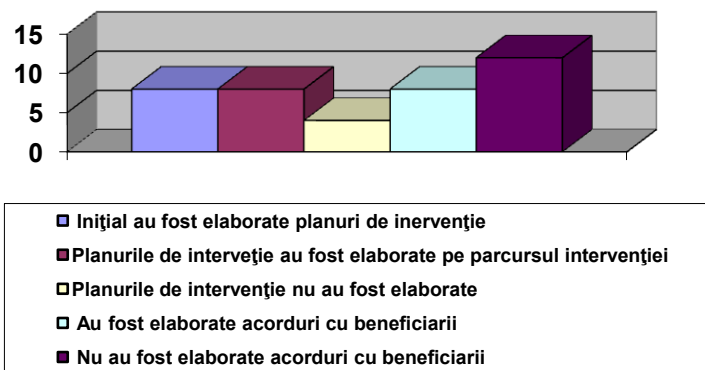 15
10
5
0
Iniţial au fost elaborate planuri de inervenţie
Planurile de interveţie au fost elaborate pe parcursul intervenţiei
Planurile de intervenţie nu au fost elaborate
Au fost elaborate acorduri cu beneficiarii
Nu au fost elaborate acorduri cu beneficiarii